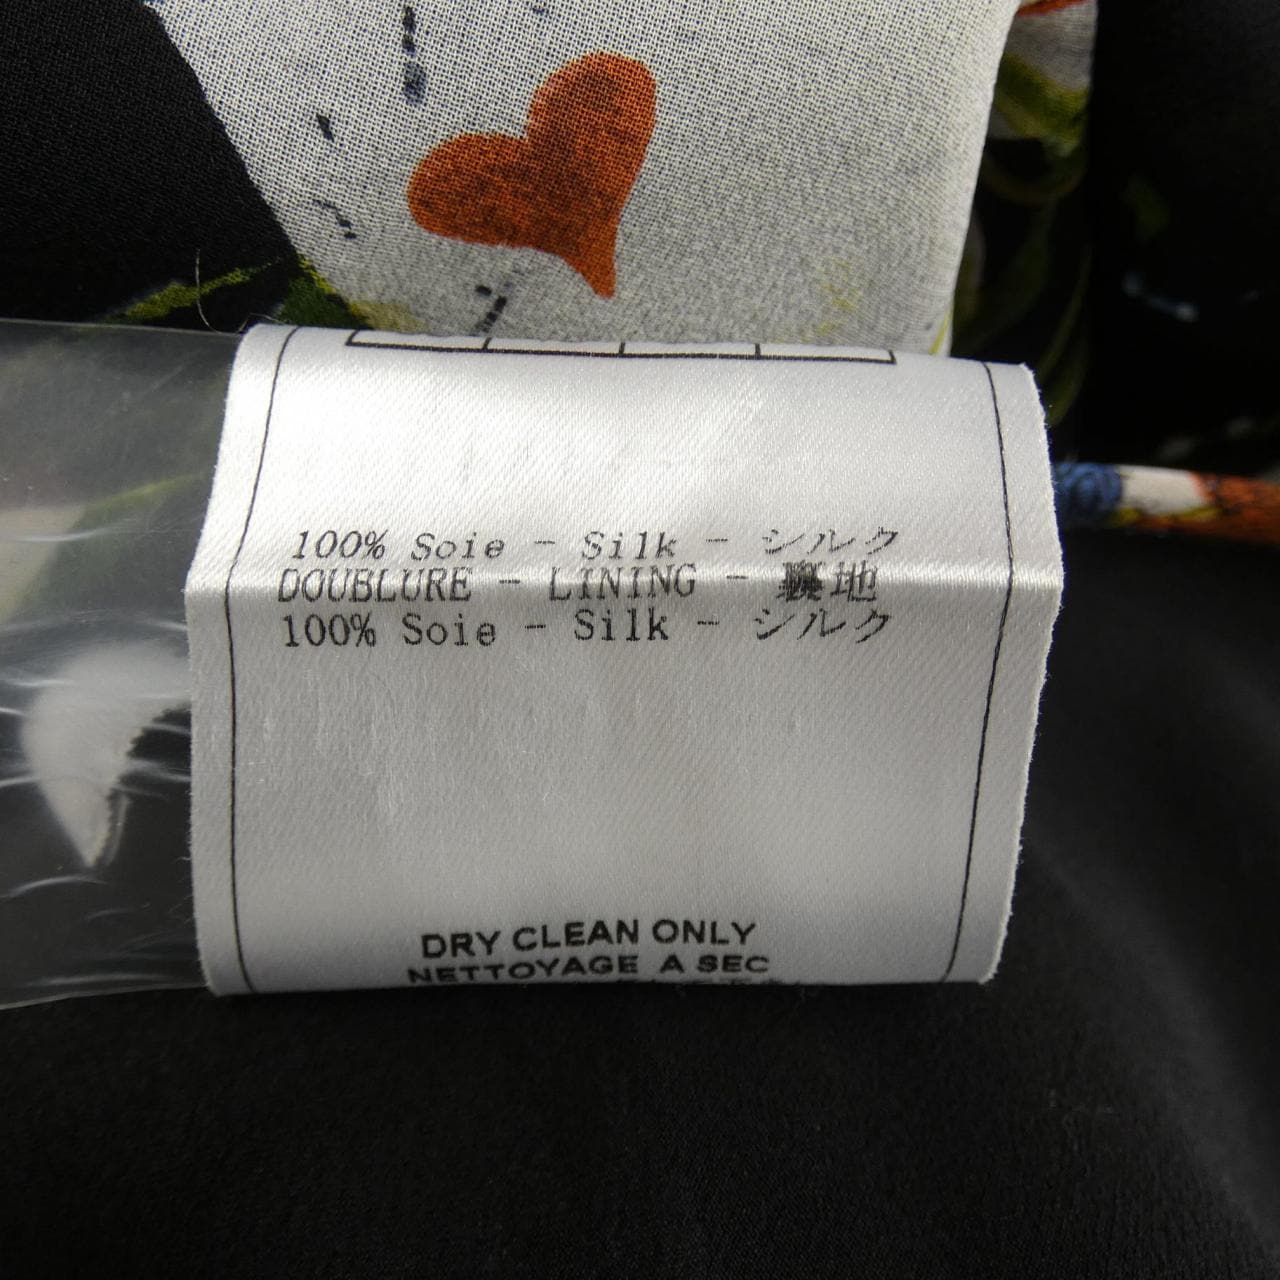 100% Soie - Silk - シルク
DOUBLURE - LINING - 裏地
100% Soie - Silk - シルク
DRY CLEAN ONLY
NETTOYAGE A SEC